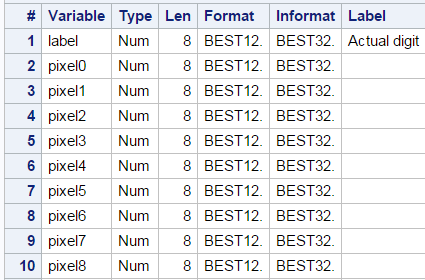 # Variable Type Len Format Informat Label
1 label Num 8 BEST12. BEST32. Actual digit
2 pixel0 Num 8 BEST12. BEST32.
3 pixel1 Num 8 BEST12. BEST32.
4 pixel2 Num 8 BEST12. BEST32.
5 pixel3 Num 8 BEST12. BEST32.
6 pixel4 Num 8 BEST12. BEST32.
7 pixel5 Num 8 BEST12. BEST32.
8 pixel6 Num 8 BEST12. BEST32.
9 pixel7 Num 8 BEST12. BEST32.
10 pixel8 Num 8 BEST12. BEST32.